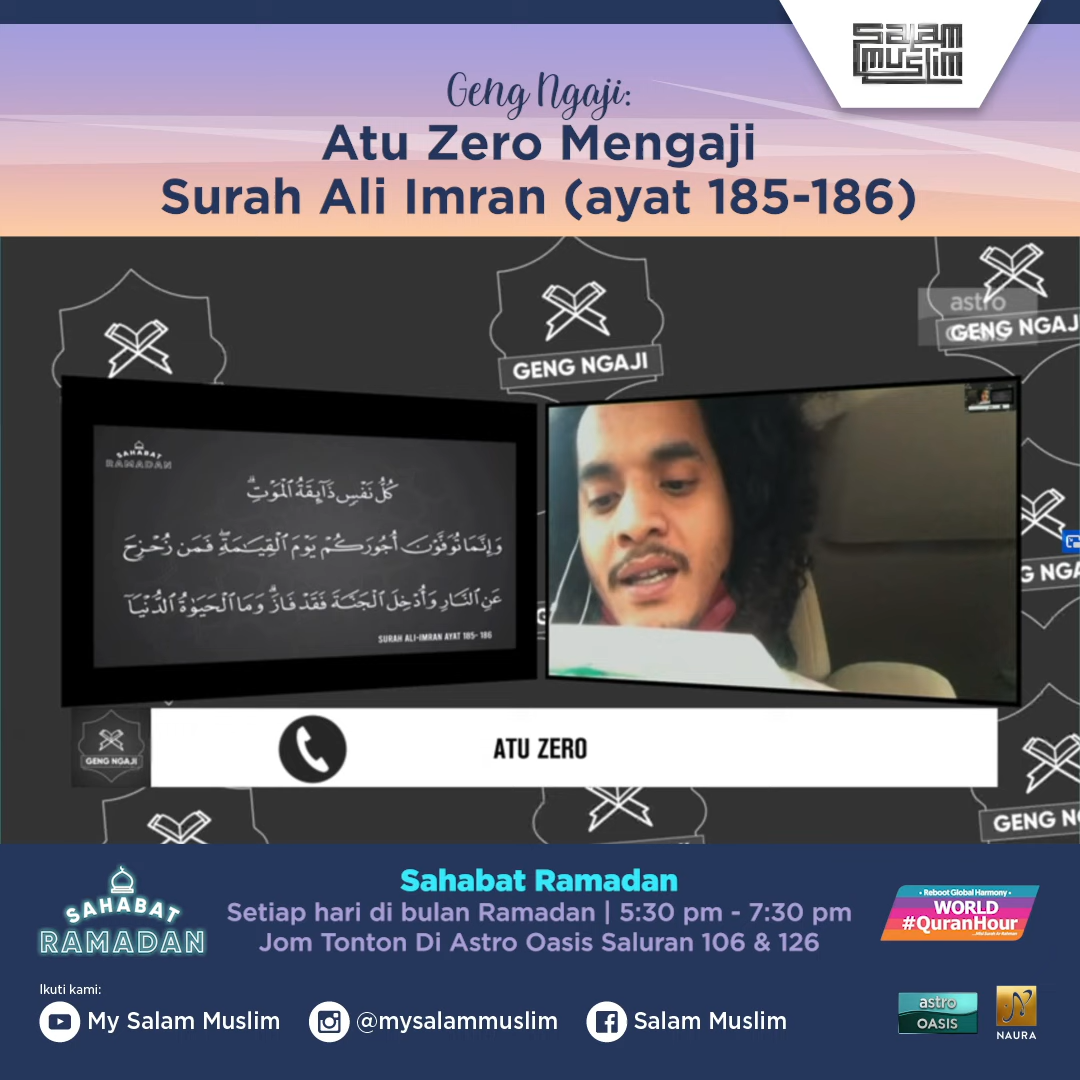 salam
muslim
Geng Ngaji:
Atu Zero Mengaji
Surah Ali Imran (ayat 185-186)
astro
GENG NGAJI
GENG NGAJ
SAHABAT
RAMADAN
كُلُّ نَفْسٍ ذَآئِقَةُ ٱلْمَوْتِۗ
وَإِنَّمَا تُوَفَّوْنَ أُجُورَكُمْ يَوْمَ ٱلْقِيَـٰمَةِۖ فَمَن زُحْزِحَ
عَنِ ٱلنَّارِ وَأُدْخِلَ ٱلْجَنَّةَ فَقَدْ فَازَۗ وَمَا ٱلْحَيَوٰةُ ٱلدُّنْيَآ
SURAH ALI-IMRAN AYAT 185- 186
G NGA
GENG NGAJI
ATU ZERO
GENG N
SAHABAT
RAMADAN
Sahabat Ramadan
Setiap hari di bulan Ramadan | 5:30 pm - 7:30 pm
Jom Tonton Di Astro Oasis Saluran 106 & 126
• Reboot Global Harmony •
WORLD
#QuranHour
Ikuti kami:
My Salam Muslim
@mysalammuslim
Salam Muslim
astro
OASIS
NAURA